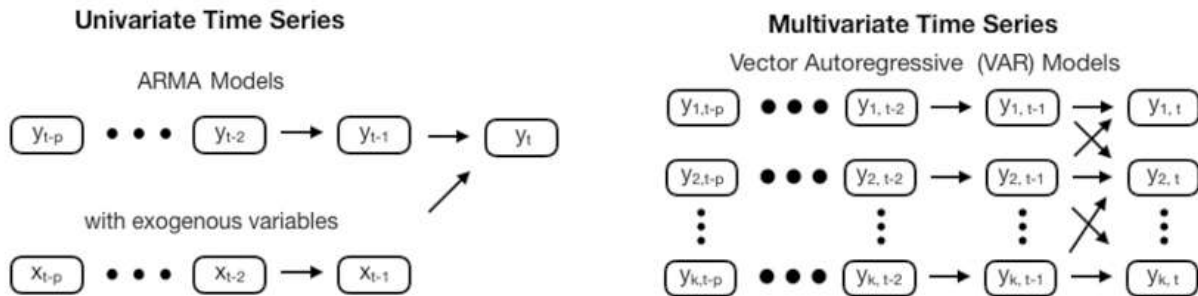 Univariate Time Series
ARMA Models
y_{t-p} • • • y_{t-2} → y_{t-1} → y_t
with exogenous variables
x_{t-p} • • • x_{t-2} → x_{t-1}
Multivariate Time Series
Vector Autoregressive (VAR) Models
y_{1,t-p} ••• y_{1, t-2} → y_{1, t-1} → y_{1, t}
y_{2,t-p} ••• y_{2, t-2} → y_{2, t-1} → y_{2, t}
y_{k,t-p} ••• y_{k, t-2} → y_{k, t-1} → y_{k, t}